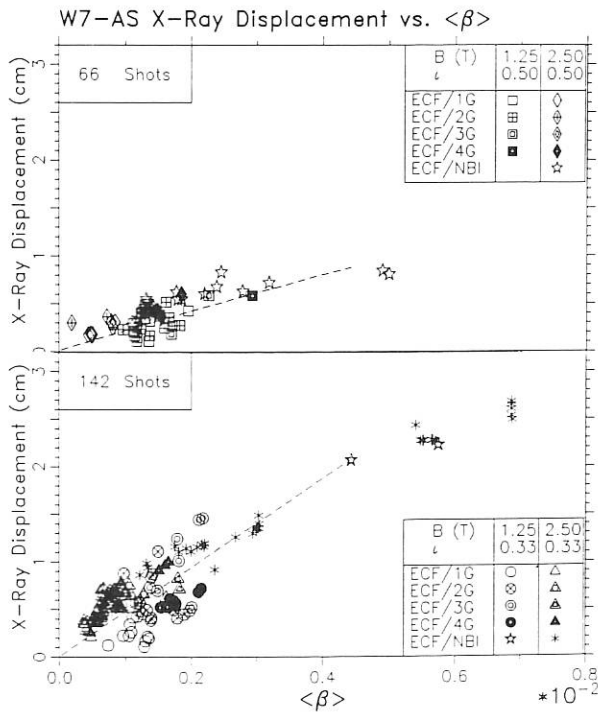 W7-AS X-Ray Displacement vs. <β>
66 Shots
B (T) 1.25 2.50
ι 0.50 0.50
ECF/1G
ECF/2G
ECF/3G
ECF/4G
ECF/NBI
X-Ray Displacement (cm)
3
2
1
0
142 Shots
B (T) 1.25 2.50
ι 0.33 0.33
ECF/1G
ECF/2G
ECF/3G
ECF/4G
ECF/NBI
X-Ray Displacement (cm)
3
2
1
0
0.0 0.2 0.4 0.6 0.8
<β> *10⁻²